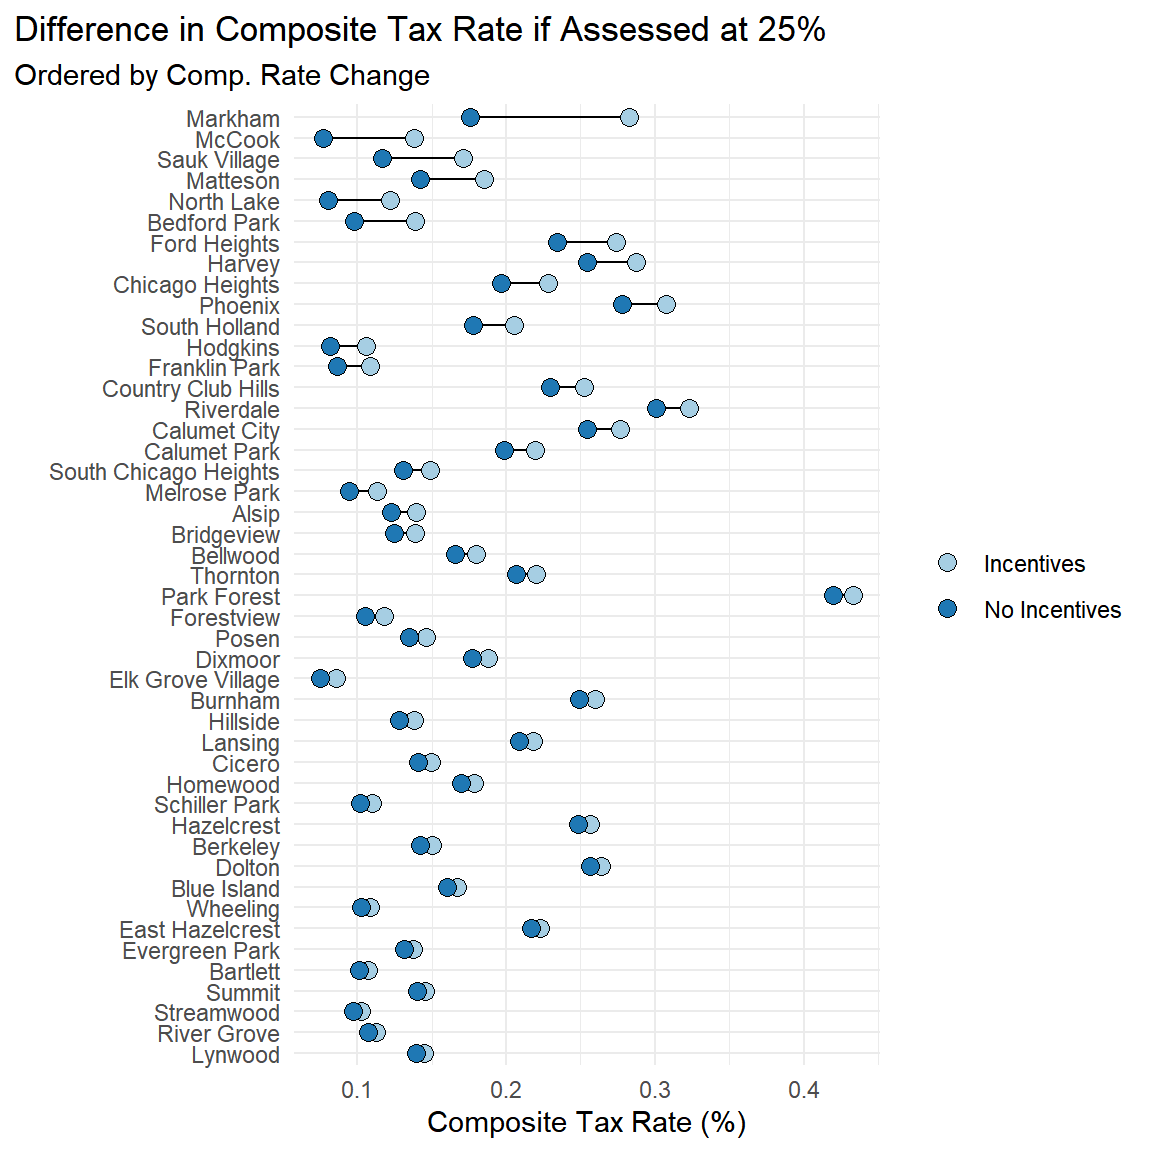 Difference in Composite Tax Rate if Assessed at 25%
Ordered by Comp. Rate Change
Markham
McCook
Sauk Village
Matteson
North Lake
Bedford Park
Ford Heights
Harvey
Chicago Heights
Phoenix
South Holland
Hodgkins
Franklin Park
Country Club Hills
Riverdale
Calumet City
Calumet Park
South Chicago Heights
Melrose Park
Alsip
Bridgeview
Bellwood
Thornton
Park Forest
Forestview
Posen
Dixmoor
Elk Grove Village
Burnham
Hillside
Lansing
Cicero
Homewood
Schiller Park
Hazelcrest
Berkeley
Dolton
Blue Island
Wheeling
East Hazelcrest
Evergreen Park
Bartlett
Summit
Streamwood
River Grove
Lynwood
0.1 0.2 0.3 0.4
Composite Tax Rate (%)
Incentives
No Incentives